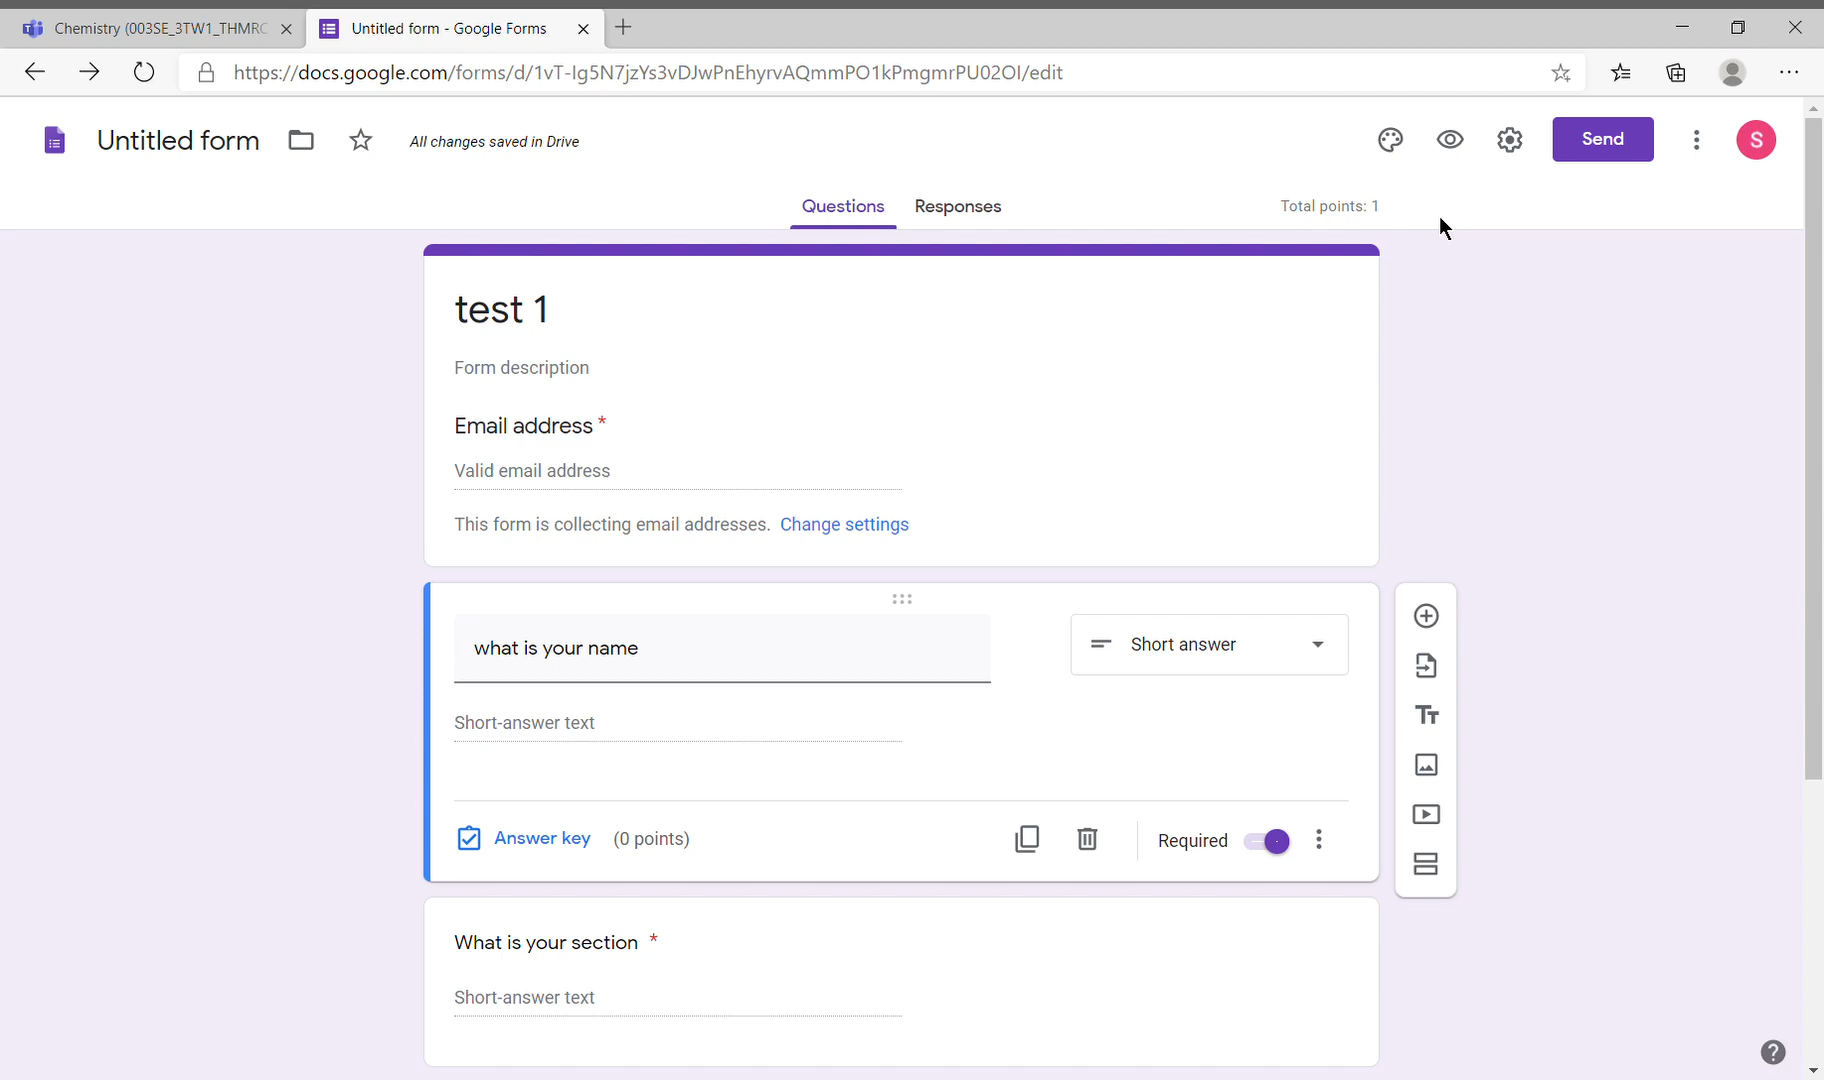 Chemistry (003SE_3TW1_THMRC
Untitled form - Google Forms
https://docs.google.com/forms/d/1vT-Ig5N7jzYs3vDJwPnEhyrvAQmmPO1kPmgmrPU02OI/edit
Untitled form
All changes saved in Drive
Send
S
Questions
Responses
Total points: 1
test 1
Form description
Email address *
Valid email address
This form is collecting email addresses. Change settings
what is your name
Short answer
Short-answer text
Answer key (0 points)
Required
What is your section *
Short-answer text